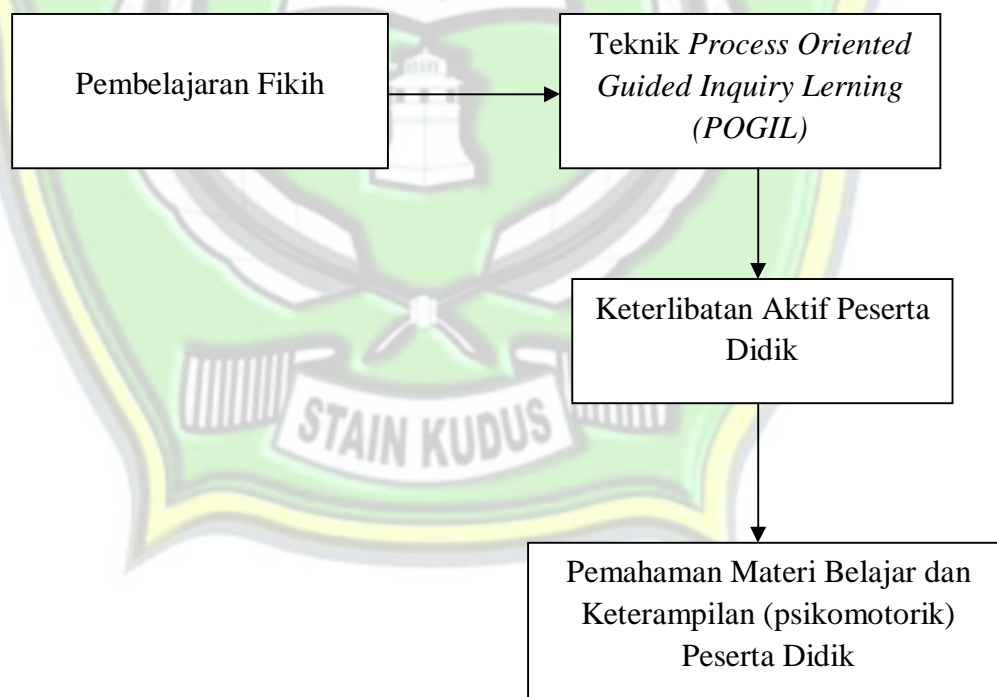 Pembelajaran Fikih
Teknik Process Oriented
Guided Inquiry Lerning
(POGIL)
Keterlibatan Aktif Peserta
Didik
STAIN KUDUS
Pemahaman Materi Belajar dan
Keterampilan (psikomotorik)
Peserta Didik